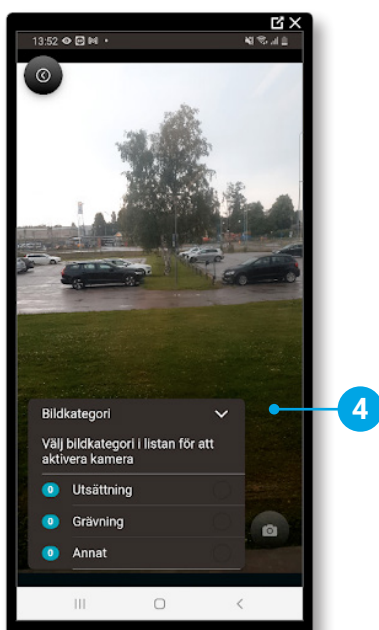 13:52
Bildkategori
Välj bildkategori i listan för att
aktivera kamera
0 Utsättning
0 Grävning
0 Annat
4